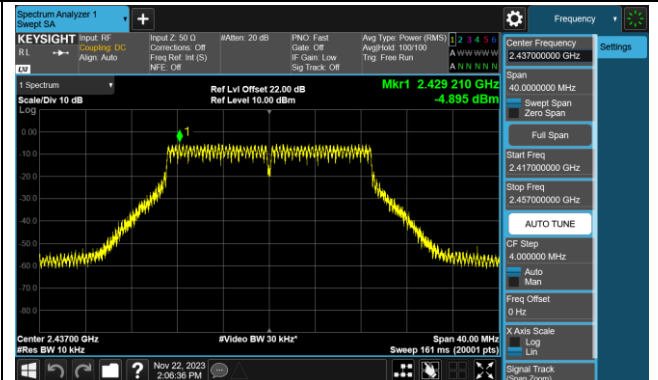 Spectrum Analyzer 1
Swept SA
Frequency
KEYSIGHT Input: RF Input Z: 50 Ω #Atten: 20 dB PNO: Fast Avg Type: Power (RMS) 1 2 3 4 5 6
RL Coupling: DC Corrections: Off Gate: Off Avg|Hold: 100/100 A W W W W W
Align: Auto Freq Ref: Int (S) IF Gain: Low Trig: Free Run
LXI NFE: Off Sig Track: Off A N N N N N
1 Spectrum
Ref Lvl Offset 22.00 dB
Mkr1 2.429 210 GHz
Scale/Div 10 dB
Ref Level 10.00 dBm
-4.895 dBm
Log
1
0.00
-10.0
-20.0
-30.0
-40.0
-50.0
-60.0
-70.0
-80.0
Center 2.43700 GHz
#Video BW 30 kHz*
Span 40.00 MHz
#Res BW 10 kHz
Sweep 161 ms (20001 pts)
Nov 22, 2023
2:06:36 PM
Center Frequency
2.437000000 GHz
Settings
Span
40.0000000 MHz
Swept Span
Zero Span
Full Span
Start Freq
2.417000000 GHz
Stop Freq
2.457000000 GHz
AUTO TUNE
CF Step
4.000000 MHz
Auto
Man
Freq Offset
0 Hz
X Axis Scale
Log
Lin
Signal Track
(Span Zoom)